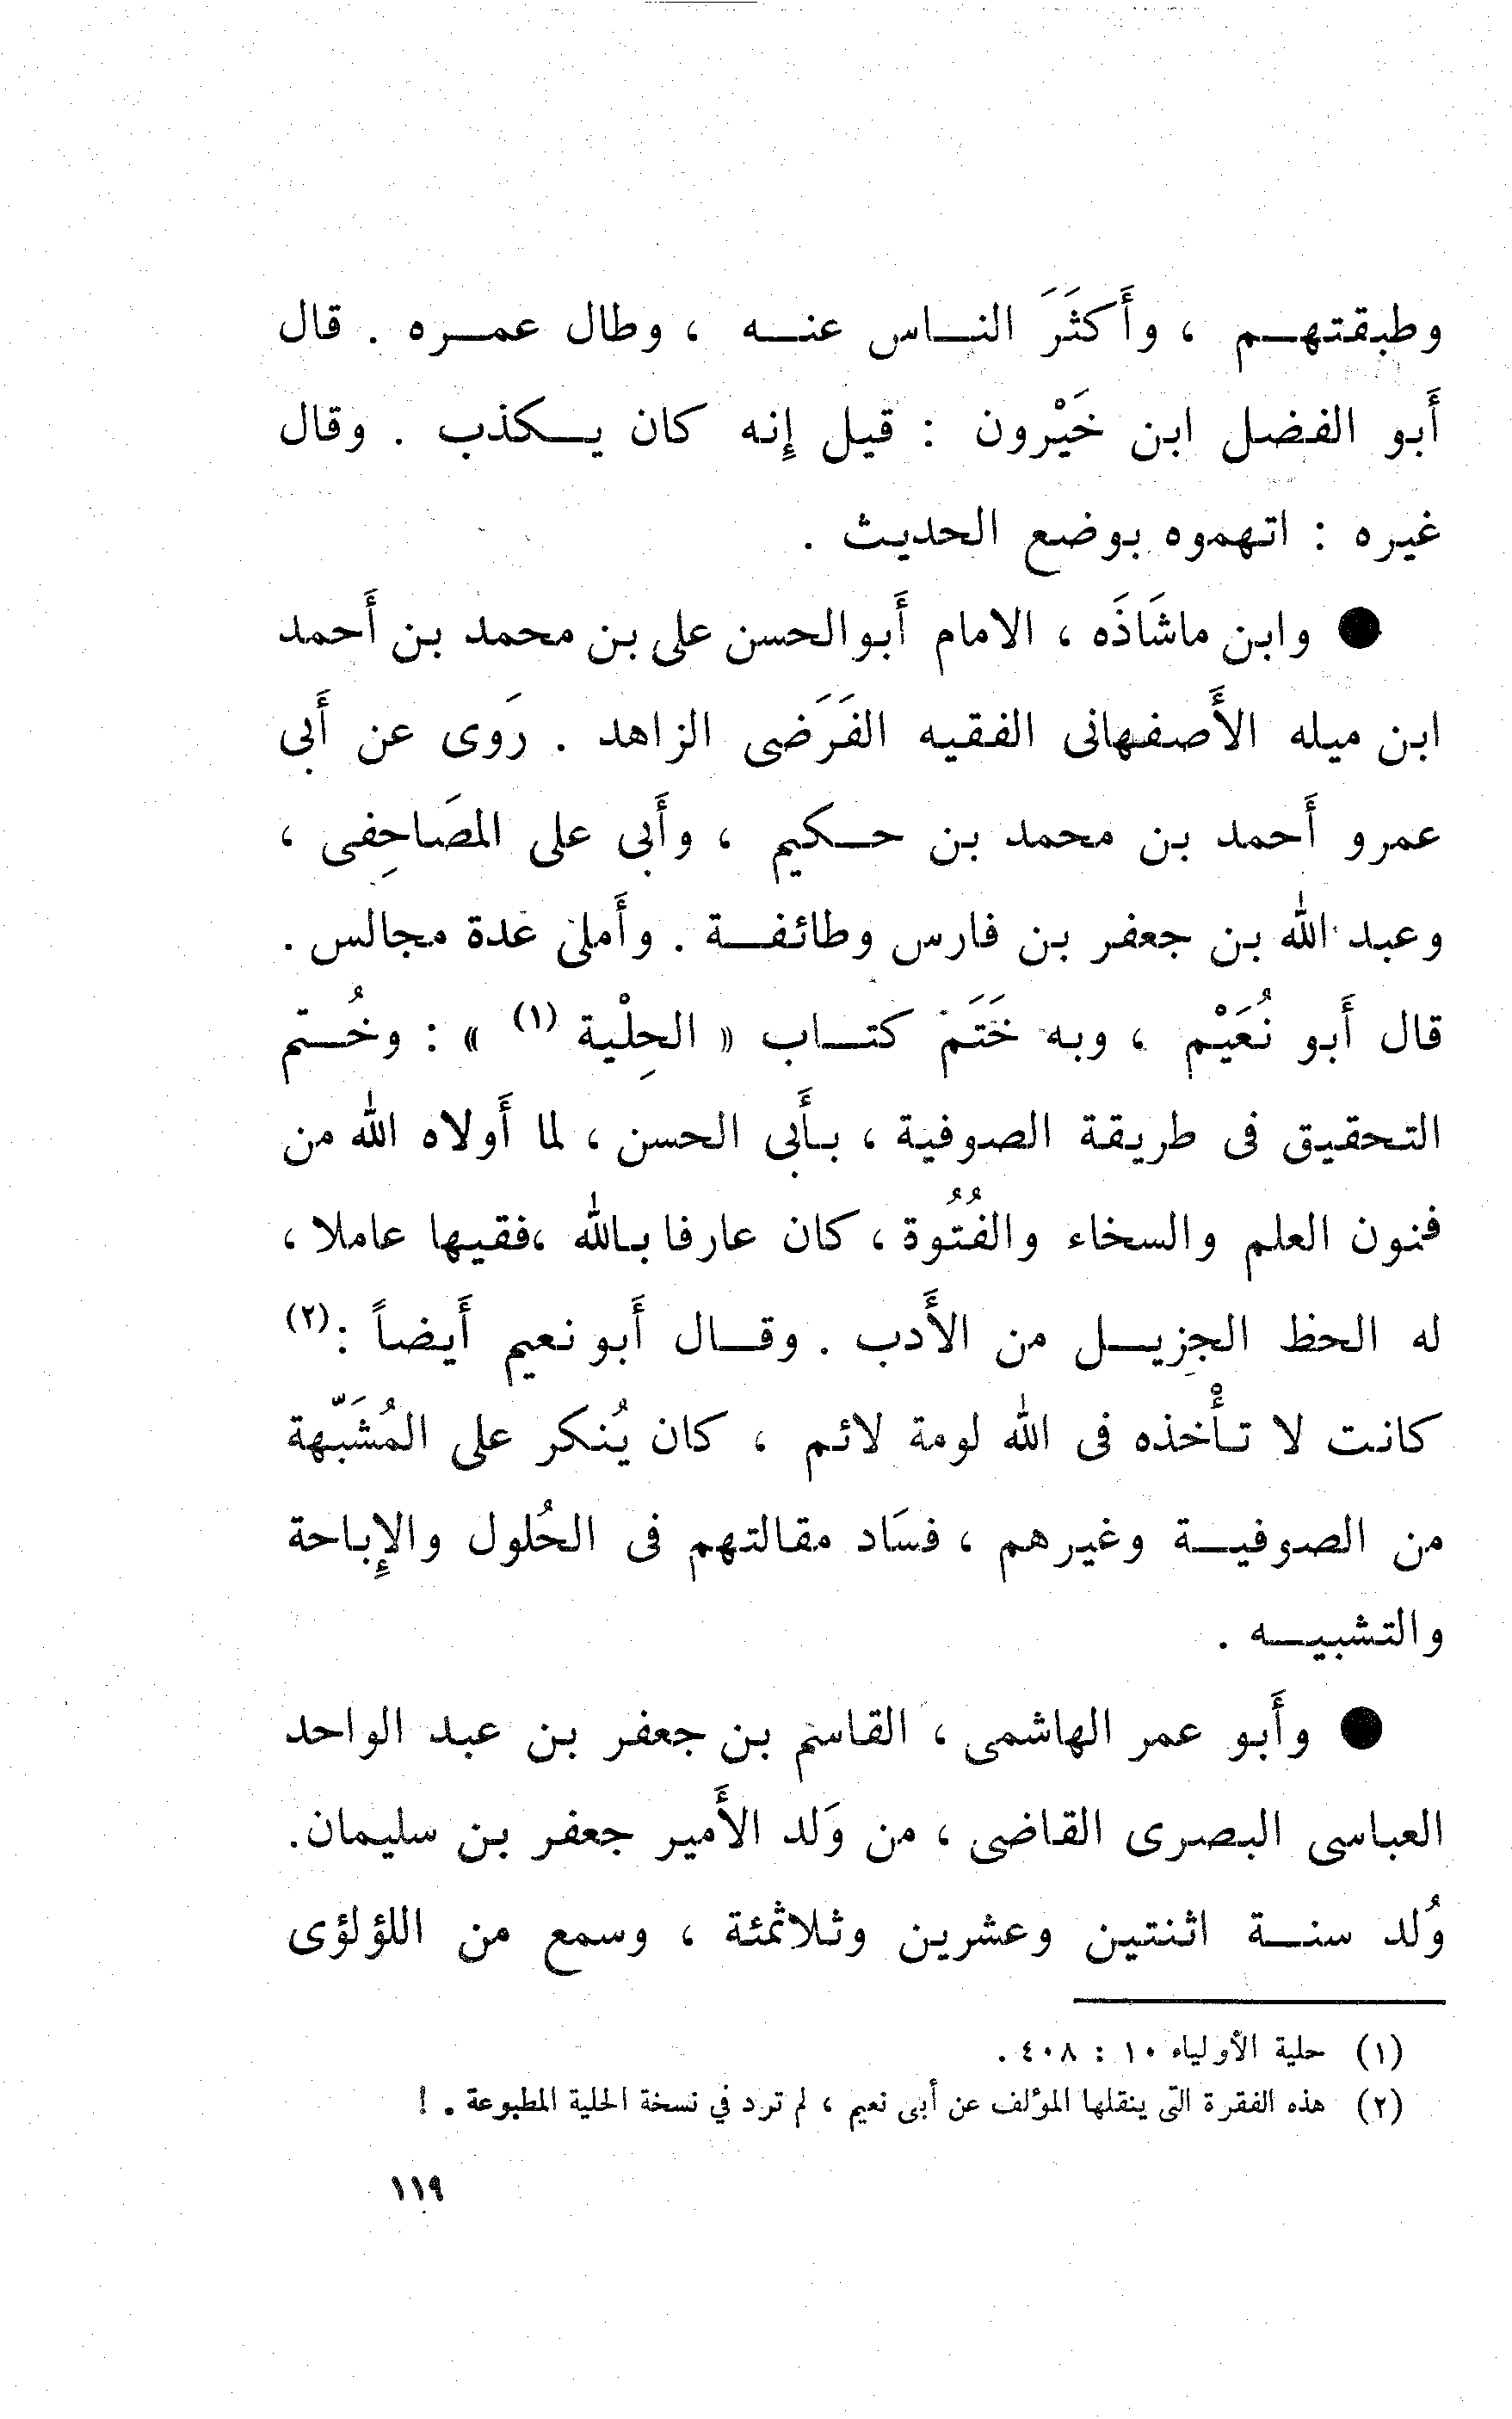 وطبقتهم ، وأَكثَرَ الناس عنه ، وطال عمره . قال
أَبو الفضل ابن خَيْرون : قيل إِنه كان يكذب . وقال
غيره : اتهموه بوضع الحديث .
● وابن ماشَاذَه ، الامام أَبوالحسن على بن محمد بن أَحمد
ابن ميله الأَصفهانى الفقيه الفَرَضى الزاهد . رَوى عن أَبى
عمرو أَحمد بن محمد بن حكيم ، وأَبى على المصَاحِفى ،
وعبد الله بن جعفر بن فارس وطائفة . وأَملى عدة مجالس .
قال أَبو نُعَيْم ، وبه خَتَم كتاب « الحِلْية (١) » : وخُتّم
التحقيق فى طريقة الصوفية ، بأَبى الحسن ، لما أَولاه الله من
فنون العلم والسخاء والفُتُوة ، كان عارفا بالله ،فقيها عاملا ،
له الحظ الجزِيل من الأَدب . وقال أَبو نعيم أَيضاً :(٢)
كانت لا تأْخذه فى الله لومة لائم ، كان يُنكر على المُشَبّهة
من الصوفية وغيرهم ، فسَاد مقالتهم فى الحُلول والإِباحة
والتشبيه .
● وأَبو عمر الهاشمى ، القاسم بن جعفر بن عبد الواحد
العباسى البصرى القاضى ، من وَلد الأَمير جعفر بن سليمان.
وُلد سنة اثنتين وعشرين وثلاثمئة ، وسمع من اللؤلؤى
(١) حلية الأولياء ١٠ : ٤٠٨ .
(٢) هذه الفقرة التى ينقلها المؤلف عن أبى نعيم ، لم ترد في نسخة الحلية المطبوعة . !
١١٩